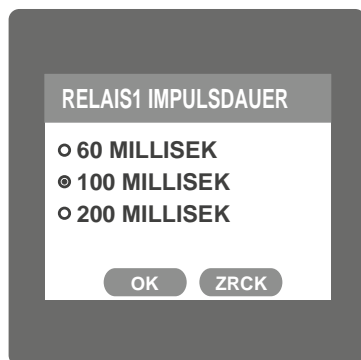 RELAIS1 IMPULSDAUER
60 MILLISEK
100 MILLISEK
200 MILLISEK
OK ZRCK